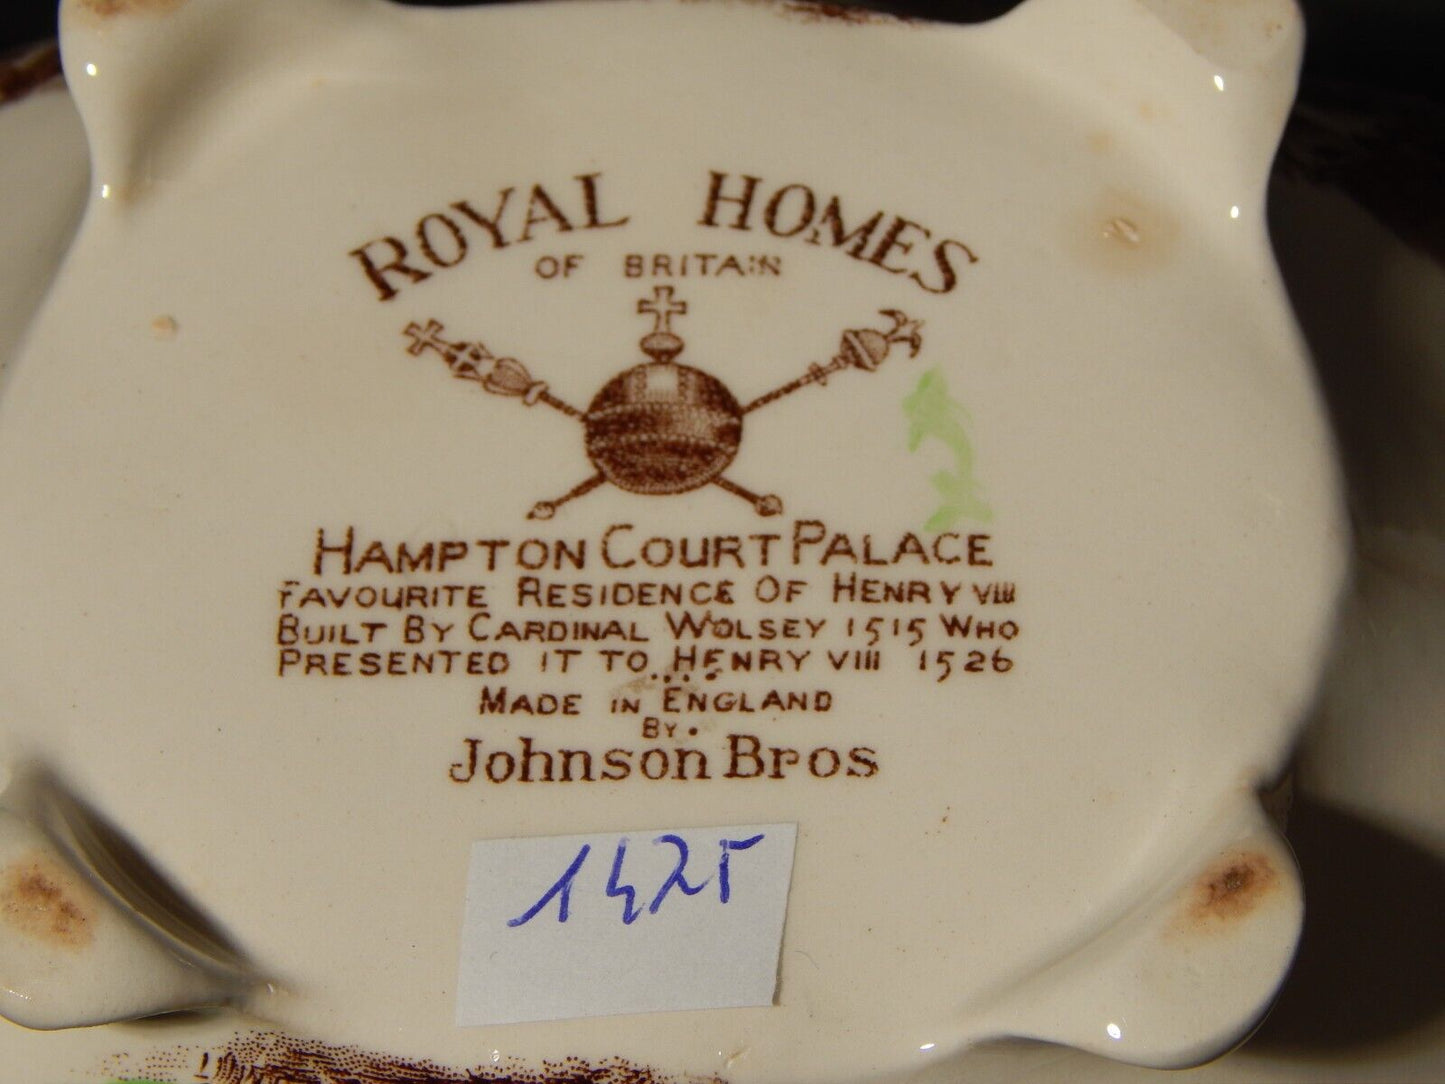 ROYAL HOMES
OF BRITAIN
HAMPTON COURT PALACE
FAVOURITE RESIDENCE OF HENRY VIII
BUILT BY CARDINAL WOLSEY 1515 WHO
PRESENTED IT TO HENRY VIII 1526
....
MADE IN ENGLAND
BY.
Johnson Bros
1425